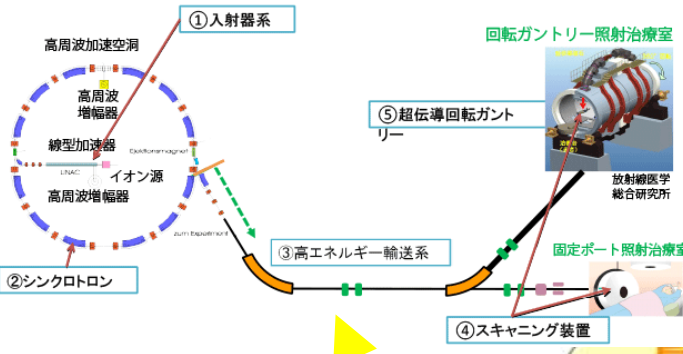 ①入射器系
高周波加速空洞
高周波
増幅器
線型加速器
LINAC
イオン源
高周波増幅器
zum Experiment
②シンクロトロン
③高エネルギー輸送系
回転ガントリー照射治療室
⑤超伝導回転ガント
リー
放射線医学
総合研究所
固定ポート照射治療室
④スキャニング装置